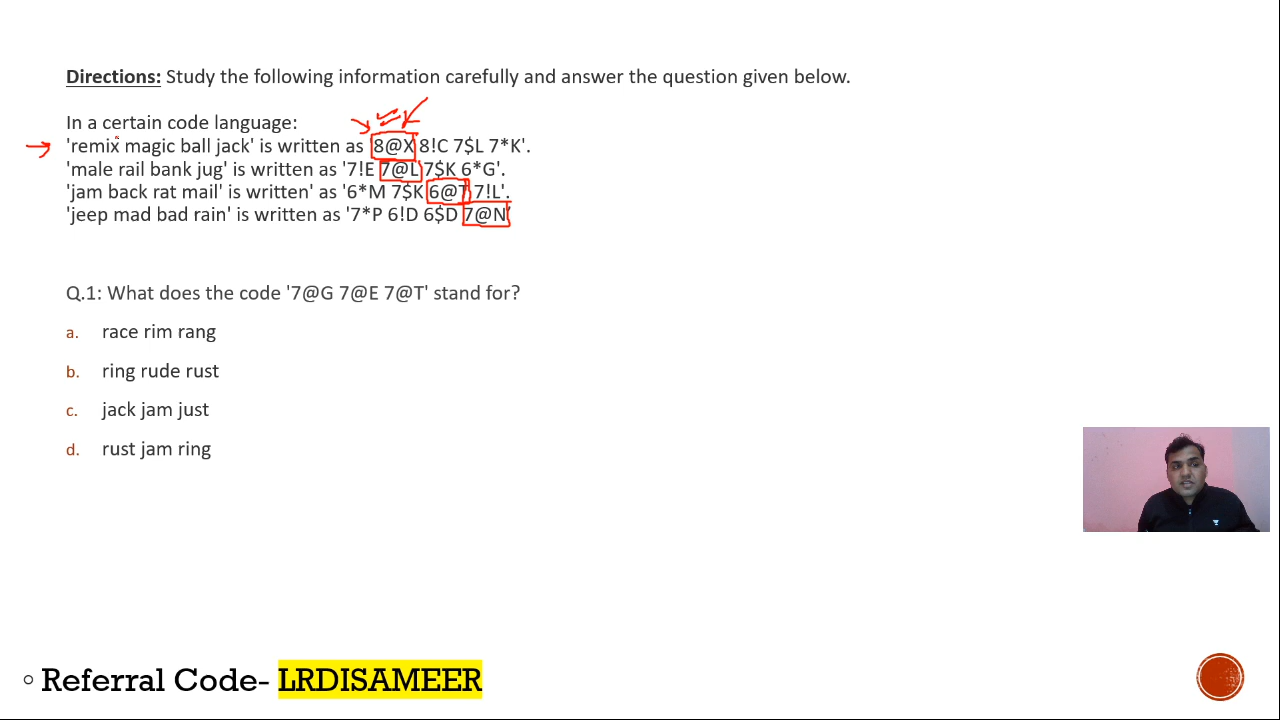 Directions: Study the following information carefully and answer the question given below.
In a certain code language:
'remix magic ball jack' is written as '8@X 8!C 7$L 7*K'.
'male rail bank jug' is written as '7!E 7@L 7$K 6*G'.
'jam back rat mail' is written' as '6*M 7$K 6@T 7!L'.
'jeep mad bad rain' is written as '7*P 6!D 6$D 7@N'
Q.1: What does the code '7@G 7@E 7@T' stand for?
a. race rim rang
b. ring rude rust
c. jack jam just
d. rust jam ring
Referral Code- LRDISAMEER